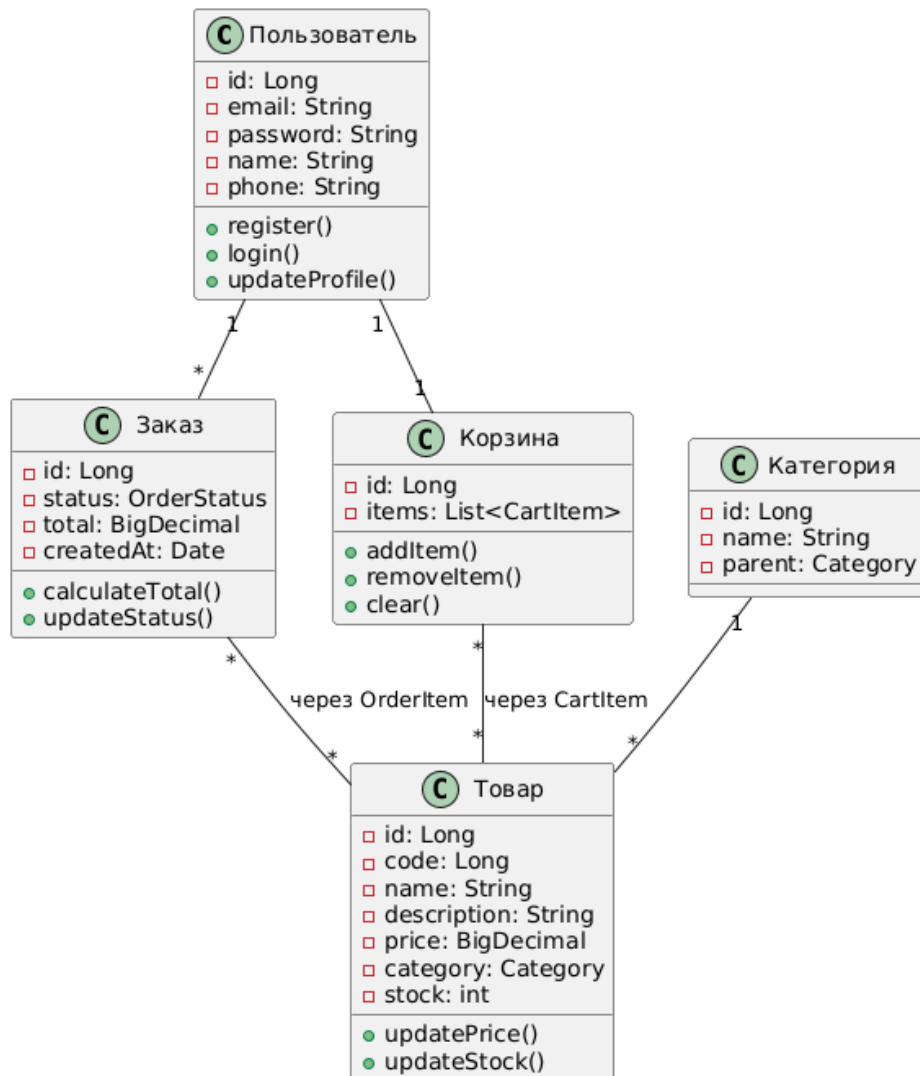 C Пользователь
id: Long
email: String
password: String
name: String
phone: String
register()
login()
updateProfile()
1
*
1
1
C Заказ
id: Long
status: OrderStatus
total: BigDecimal
createdAt: Date
calculateTotal()
updateStatus()
C Корзина
id: Long
items: List<CartItem>
addItem()
removeItem()
clear()
C Категория
id: Long
name: String
parent: Category
*
через OrderItem
*
*
через CartItem
*
1
*
C Товар
id: Long
code: Long
name: String
description: String
price: BigDecimal
category: Category
stock: int
updatePrice()
updateStock()